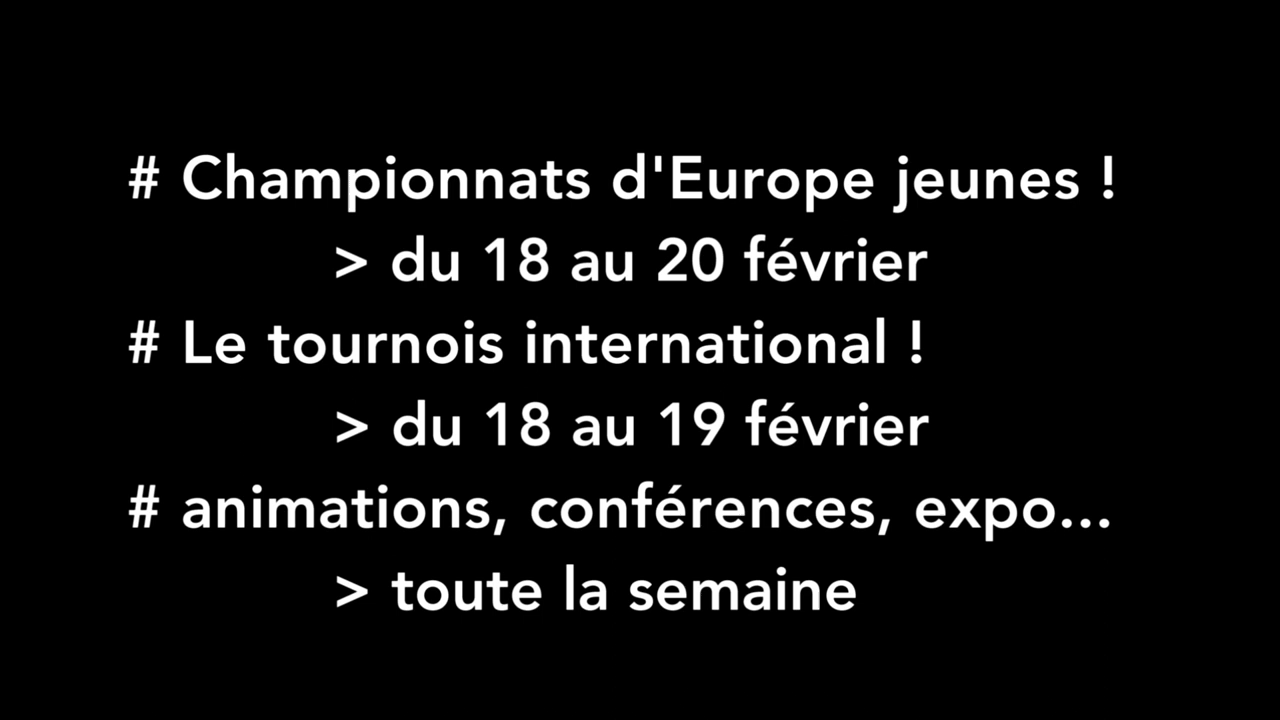 # Championnats d'Europe jeunes !
> du 18 au 20 février
# Le tournois international !
> du 18 au 19 février
# animations, conférences, expo...
> toute la semaine